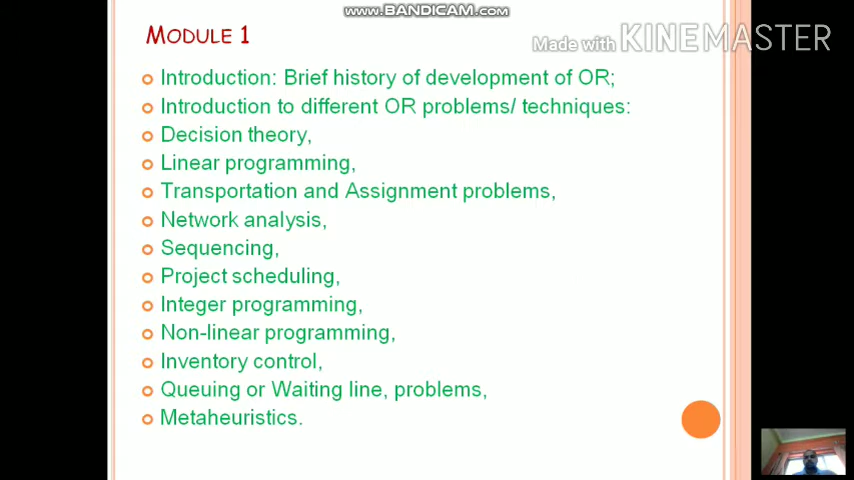 www.BANDICAM.com
Made with KINEMASTER
MODULE 1
Introduction: Brief history of development of OR;
Introduction to different OR problems/ techniques:
Decision theory,
Linear programming,
Transportation and Assignment problems,
Network analysis,
Sequencing,
Project scheduling,
Integer programming,
Non-linear programming,
Inventory control,
Queuing or Waiting line, problems,
Metaheuristics.